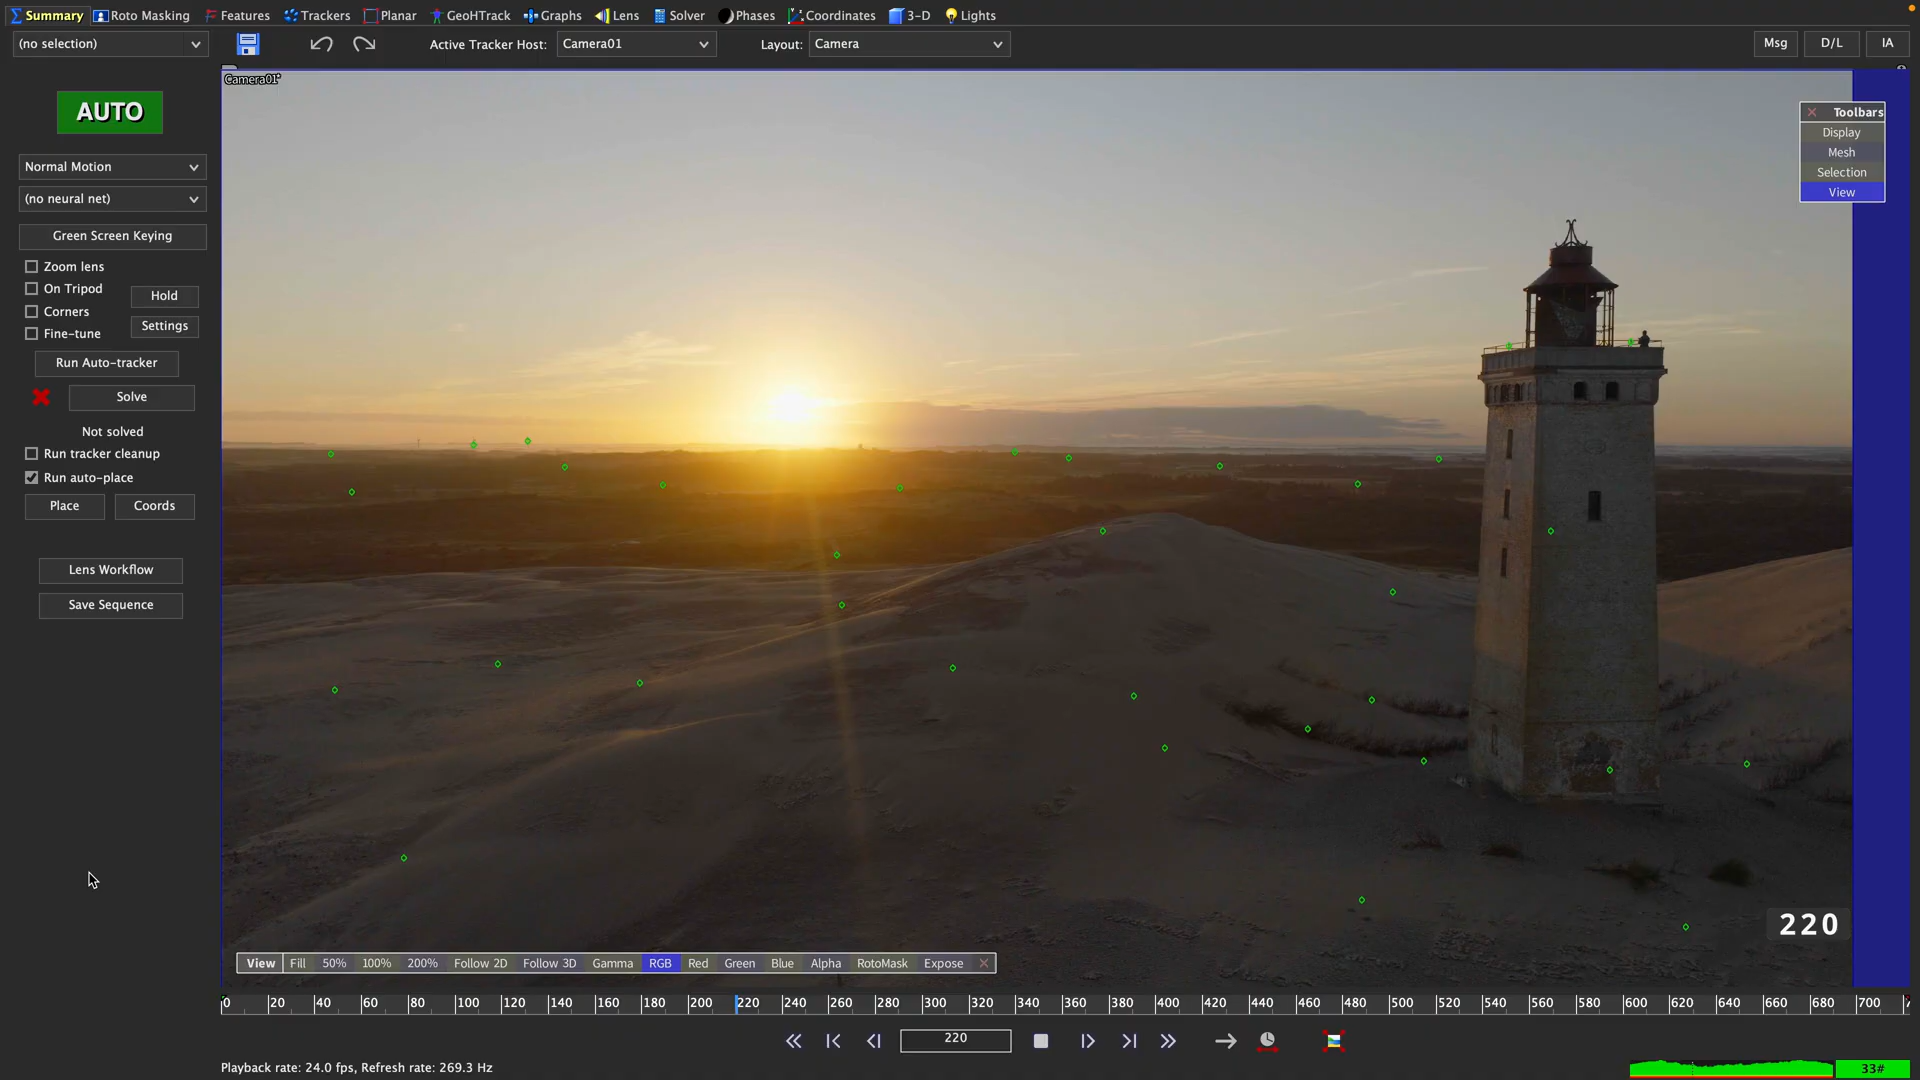 Summary Roto Masking Features Trackers Planar GeoHTrack Graphs Lens Solver Phases Coordinates 3-D Lights
(no selection) Active Tracker Host: Camera01 Layout: Camera Msg D/L IA
Camera01*
AUTO
Normal Motion
(no neural net)
Green Screen Keying
Zoom lens
On Tripod
Hold
Corners
Settings
Fine-tune
Run Auto-tracker
Solve
Not solved
Run tracker cleanup
Run auto-place
Place Coords
Lens Workflow
Save Sequence
Toolbars
Display
Mesh
Selection
View
220
View Fill 50% 100% 200% Follow 2D Follow 3D Gamma RGB Red Green Blue Alpha RotoMask Expose
0 20 40 60 80 100 120 140 160 180 200 220 240 260 280 300 320 340 360 380 400 420 440 460 480 500 520 540 560 580 600 620 640 660 680 700
220
Playback rate: 24.0 fps, Refresh rate: 269.3 Hz
33#